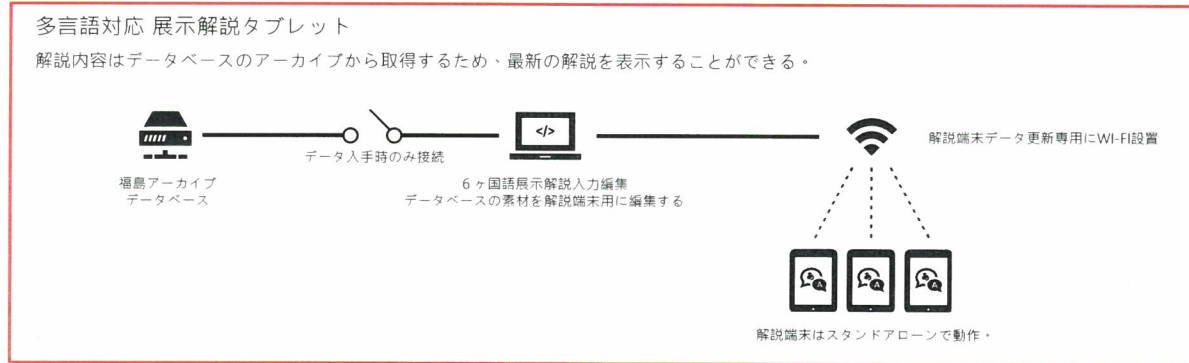 多言語対応 展示解説タブレット
解説内容はデータベースのアーカイブから取得するため、最新の解説を表示することができる。
</>
データ入手時のみ接続
解説端末データ更新専用にWI-FI設置
福島アーカイブ
データベース
6ヶ国語展示解説入力編集
データベースの素材を解説端末用に編集する
あ A
あ A
あ A
解説端末はスタンドアローンで動作。